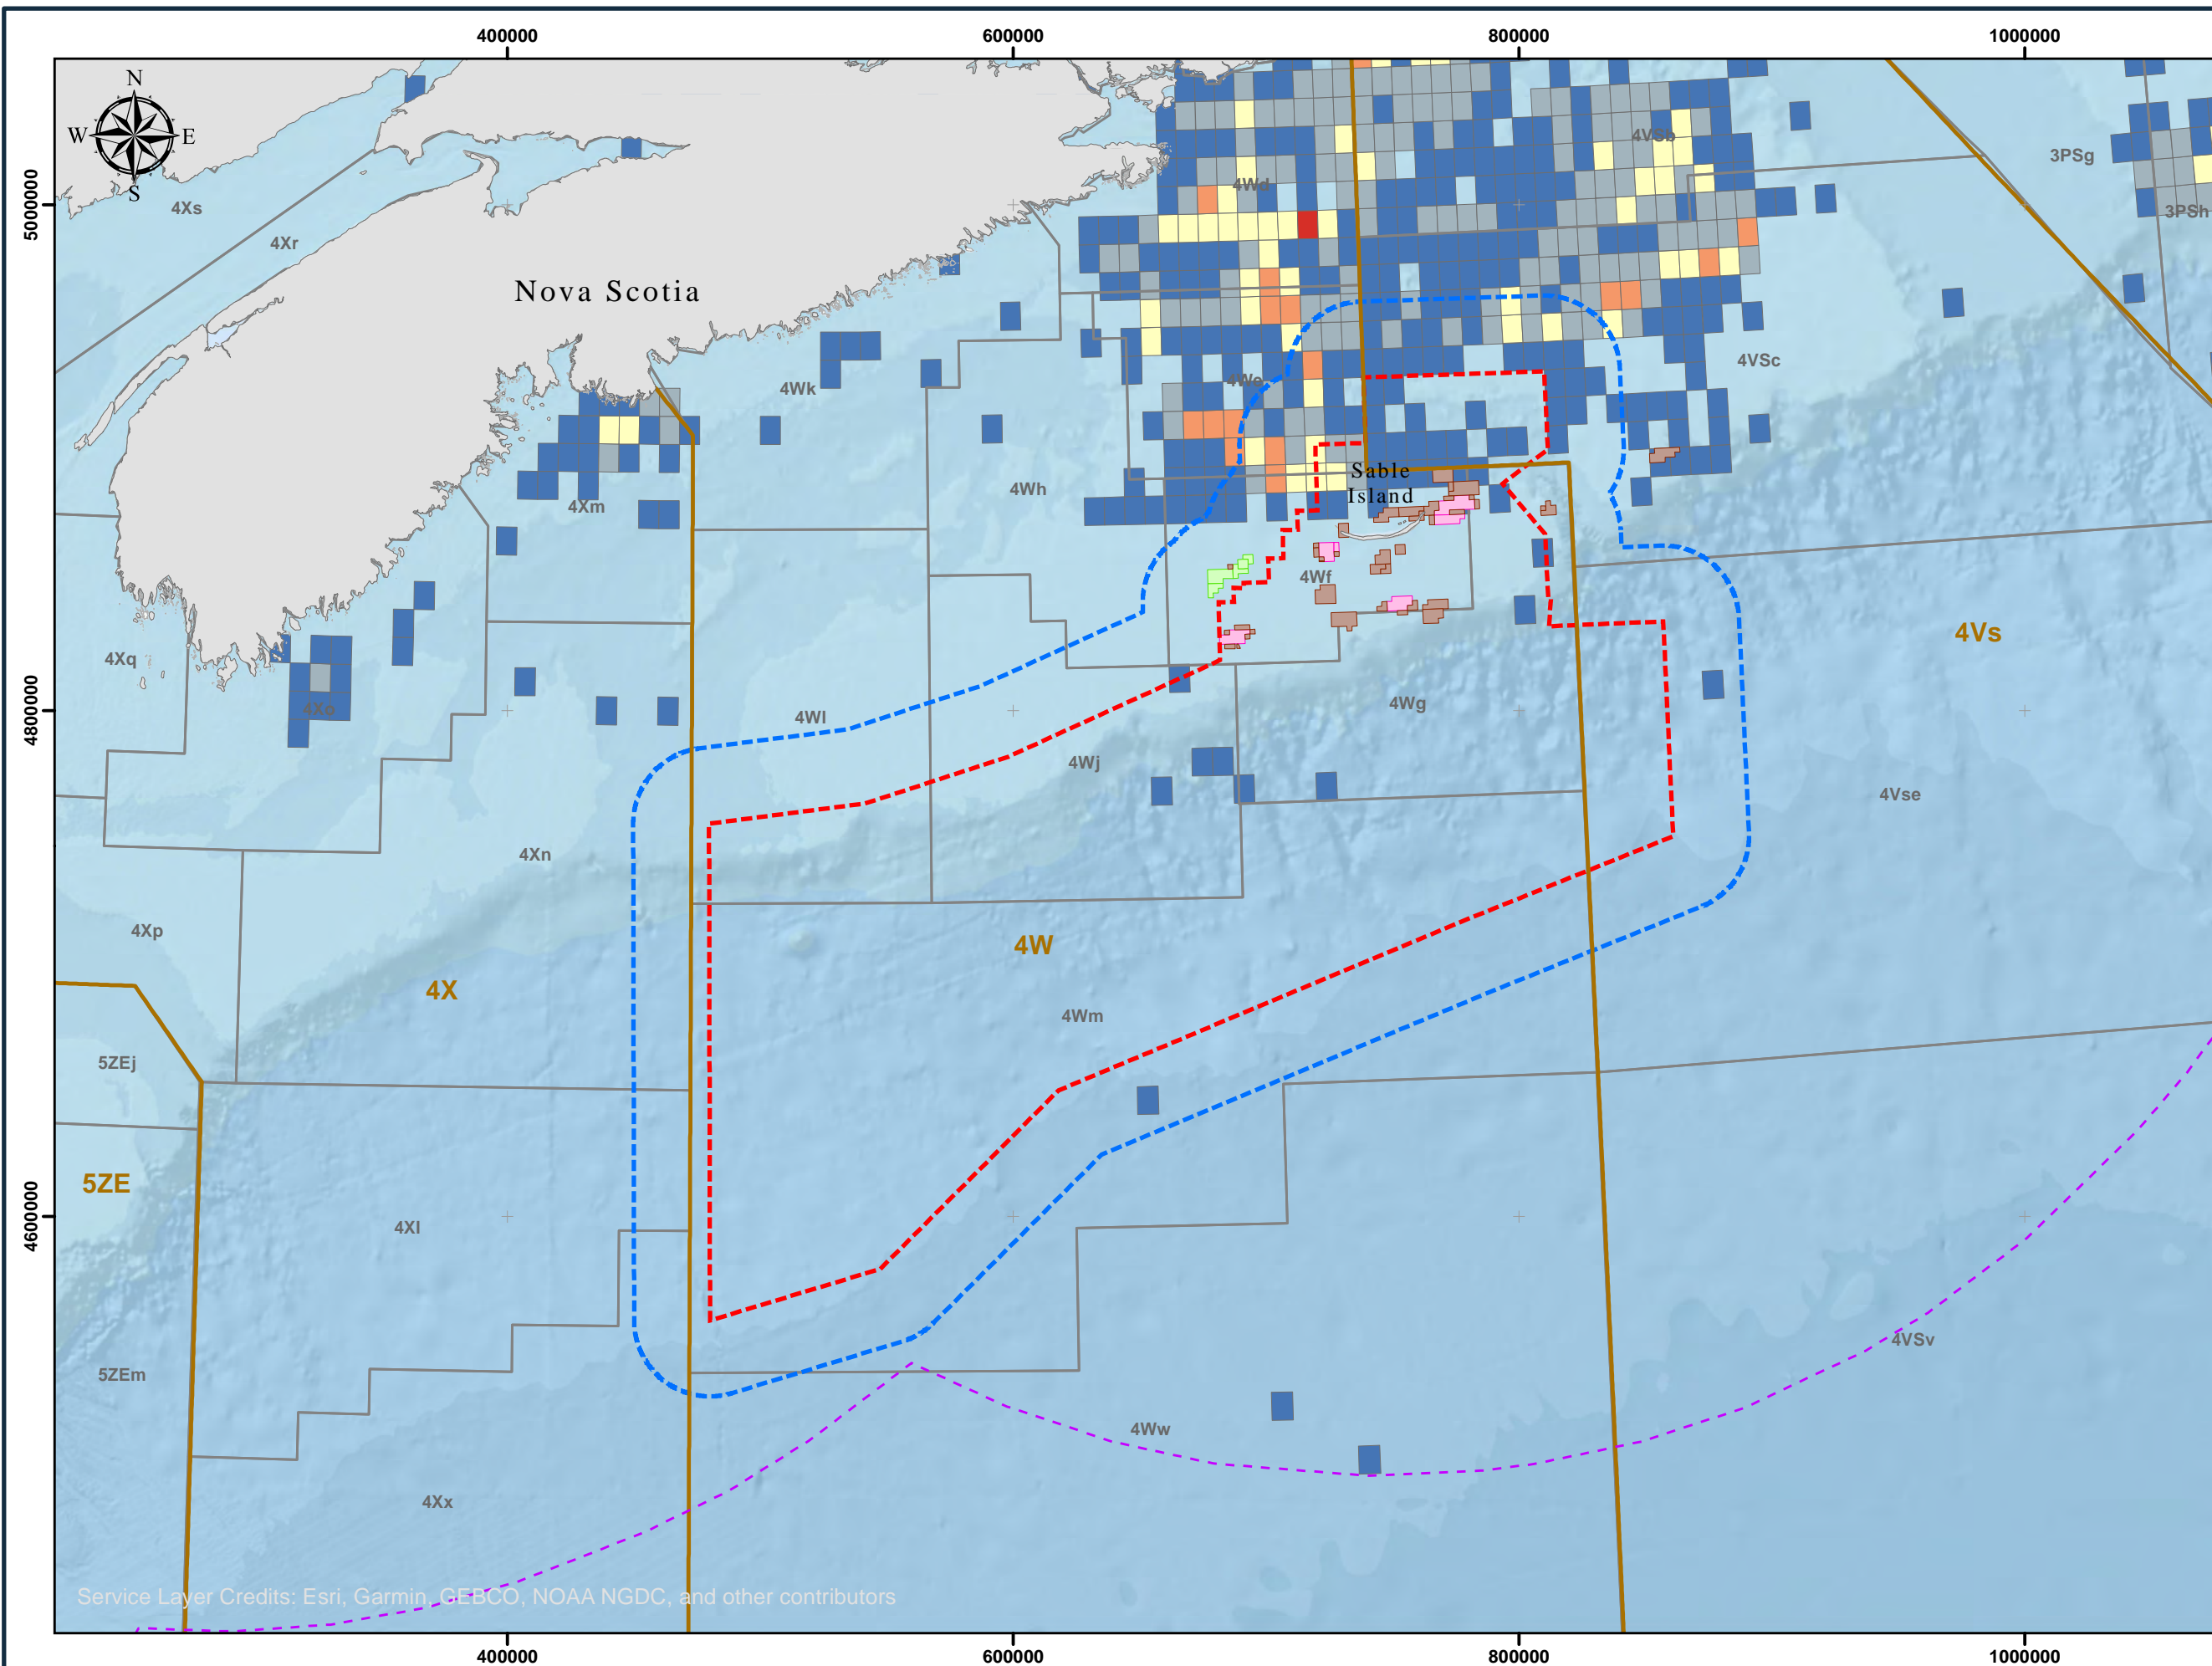 400000 600000 800000 1000000
N
W E
S
5000000
4800000
4600000
4Xs
4Xr
Nova Scotia
4Wd
4VSb
3PSg
3PSh
4VSc
4We
4Wk
4Wh
4Xm
Sable
Island
4Wf
4Vs
4Xq
4Xo
4Wl
4Wg
4Wj
4Vse
4Xn
4Xp
4W
4X
4Wm
5ZEj
5ZE
4Xl
4VSv
5ZEm
4Ww
4Xx
Service Layer Credits: Esri, Garmin, GEBCO, NOAA NGDC, and other contributors
400000 600000 800000 1000000